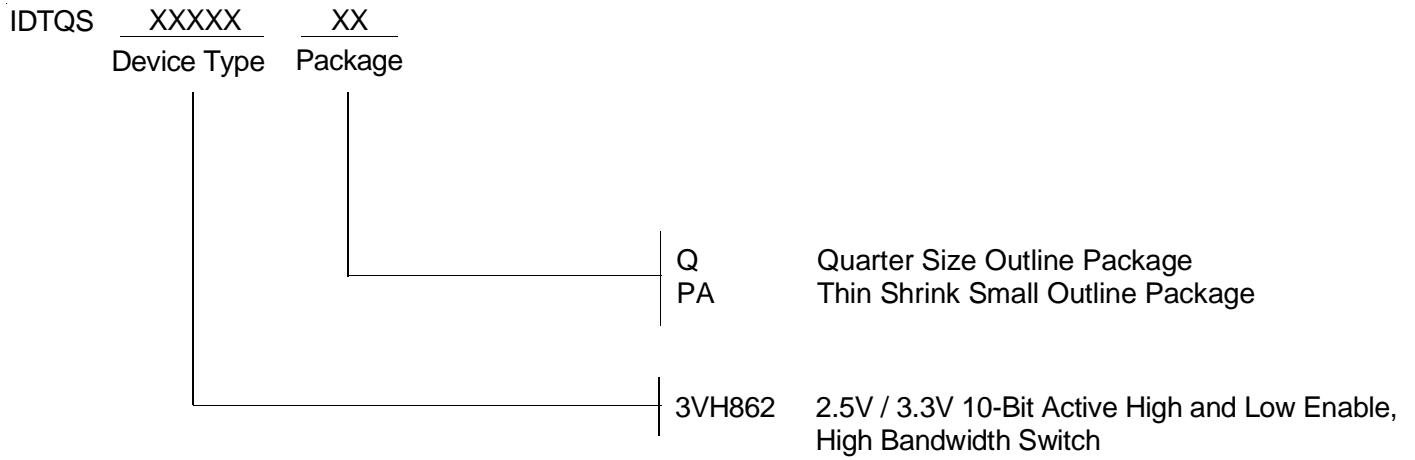 IDTQS XXXXX XX
Device Type Package
Q Quarter Size Outline Package
PA Thin Shrink Small Outline Package
3VH862 2.5V / 3.3V 10-Bit Active High and Low Enable,
High Bandwidth Switch